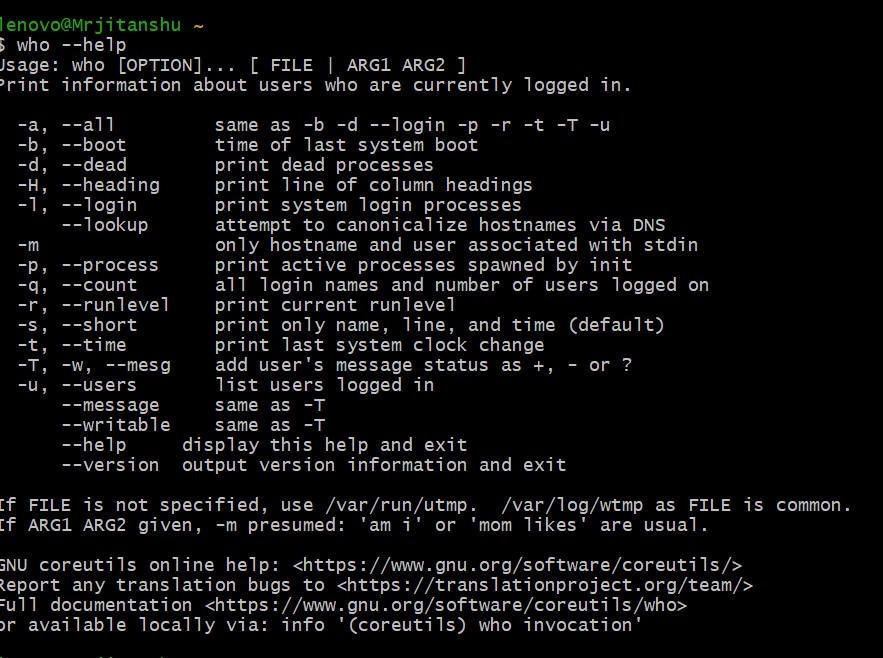 lenovo@Mrjitanshu ~
$ who --help
Usage: who [OPTION]... [ FILE | ARG1 ARG2 ]
Print information about users who are currently logged in.

  -a, --all         same as -b -d --login -p -r -t -T -u
  -b, --boot        time of last system boot
  -d, --dead        print dead processes
  -H, --heading     print line of column headings
  -l, --login       print system login processes
      --lookup      attempt to canonicalize hostnames via DNS
  -m                only hostname and user associated with stdin
  -p, --process     print active processes spawned by init
  -q, --count       all login names and number of users logged on
  -r, --runlevel    print current runlevel
  -s, --short       print only name, line, and time (default)
  -t, --time        print last system clock change
  -T, -w, --mesg    add user's message status as +, - or ?
  -u, --users       list users logged in
      --message     same as -T
      --writable    same as -T
      --help     display this help and exit
      --version  output version information and exit

If FILE is not specified, use /var/run/utmp.  /var/log/wtmp as FILE is common.
If ARG1 ARG2 given, -m presumed: 'am i' or 'mom likes' are usual.

GNU coreutils online help: <https://www.gnu.org/software/coreutils/>
Report any translation bugs to <https://translationproject.org/team/>
Full documentation <https://www.gnu.org/software/coreutils/who>
or available locally via: info '(coreutils) who invocation'